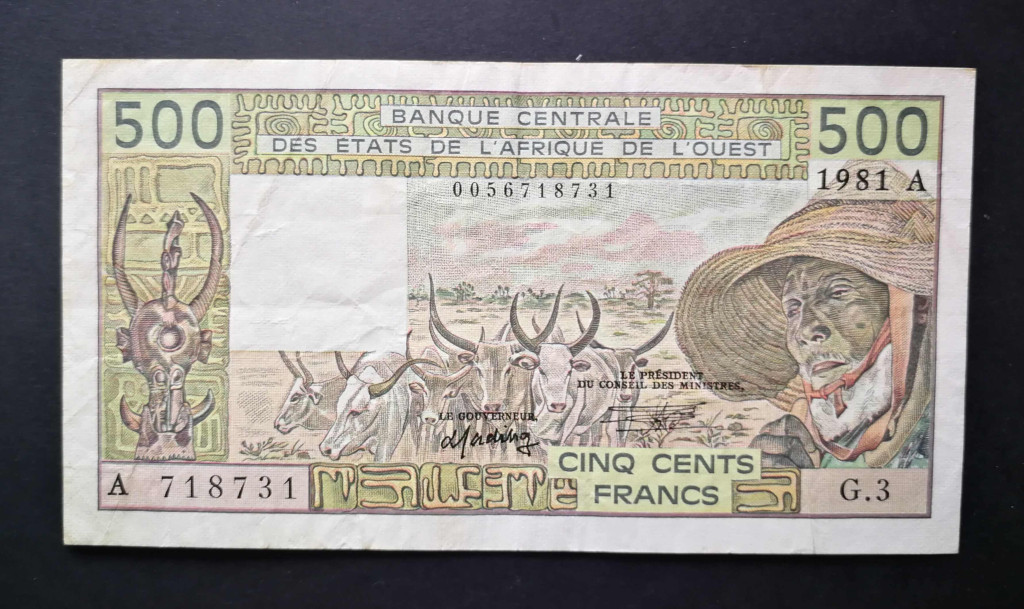 500
BANQUE CENTRALE
DES ÉTATS DE L'AFRIQUE DE L'OUEST
500
1981 A
0056718731
LE PRÉSIDENT
DU CONSEIL DES MINISTRES,
LE GOUVERNEUR,
CINQ CENTS
FRANCS
A 718731
G.3